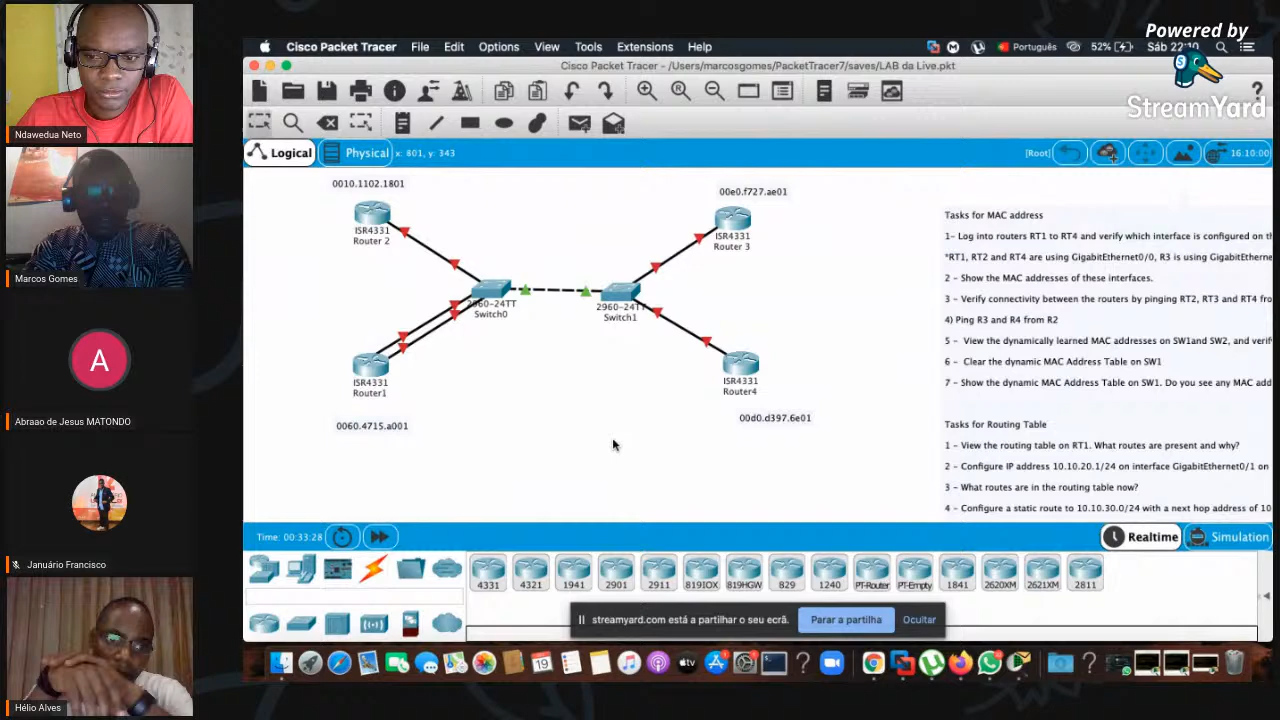 Powered by
StreamYard
Ndawedua Neto
Marcos Gomes
A
Abraao de Jesus MATONDO
Januário Francisco
Hélio Alves
Cisco Packet Tracer File Edit Options View Tools Extensions Help
Português 52% Sáb 22:10
Cisco Packet Tracer - /Users/marcosgomes/PacketTracer7/saves/LAB da Live.pkt
Logical Physical x: 801, y: 343 [Root] 16:10:00
0010.1102.1801
ISR4331
Router 2
00e0.f727.ae01
ISR4331
Router 3
2960-24TT
Switch0
2960-24TT
Switch1
ISR4331
Router1
0060.4715.a001
ISR4331
Router4
00d0.d397.6e01
Tasks for MAC address
1- Log into routers RT1 to RT4 and verify which interface is configured on th
*RT1, RT2 and RT4 are using GigabitEthernet0/0, R3 is using GigabitEtherne
2 - Show the MAC addresses of these interfaces.
3 - Verify connectivity between the routers by pinging RT2, RT3 and RT4 fro
4) Ping R3 and R4 from R2
5 - View the dynamically learned MAC addresses on SW1and SW2, and verif
6 - Clear the dynamic MAC Address Table on SW1
7 - Show the dynamic MAC Address Table on SW1. Do you see any MAC add
Tasks for Routing Table
1 - View the routing table on RT1. What routes are present and why?
2 - Configure IP address 10.10.20.1/24 on interface GigabitEthernet0/1 on
3 - What routes are in the routing table now?
4 - Configure a static route to 10.10.30.0/24 with a next hop address of 10
Time: 00:33:28 Realtime Simulation
4331 4321 1941 2901 2911 819IOX 819HGW 829 1240 PT-Router PT-Empty 1841 2620XM 2621XM 2811
streamyard.com está a partilhar o seu ecrã. Parar a partilha Ocultar